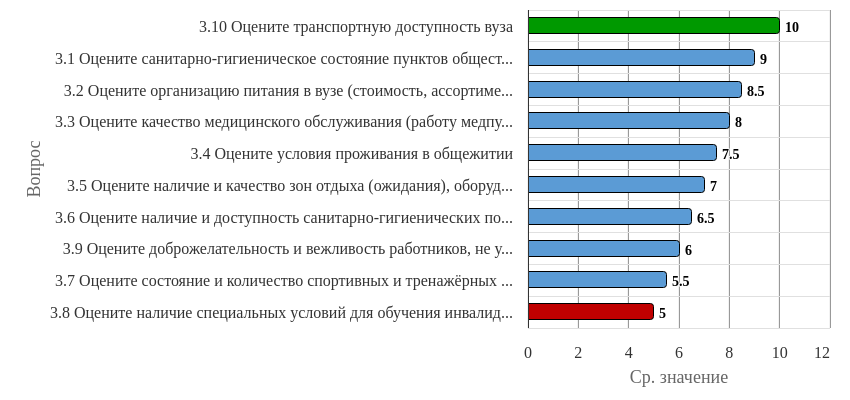 3.10 Оцените транспортную доступность вуза 10
3.1 Оцените санитарно-гигиеническое состояние пунктов общест... 9
3.2 Оцените организацию питания в вузе (стоимость, ассортиме... 8.5
3.3 Оцените качество медицинского обслуживания (работу медпу... 8
3.4 Оцените условия проживания в общежитии 7.5
3.5 Оцените наличие и качество зон отдыха (ожидания), оборуд... 7
3.6 Оцените наличие и доступность санитарно-гигиенических по... 6.5
3.9 Оцените доброжелательность и вежливость работников, не у... 6
3.7 Оцените состояние и количество спортивных и тренажёрных ... 5.5
3.8 Оцените наличие специальных условий для обучения инвалид... 5
Вопрос
0 2 4 6 8 10 12
Ср. значение